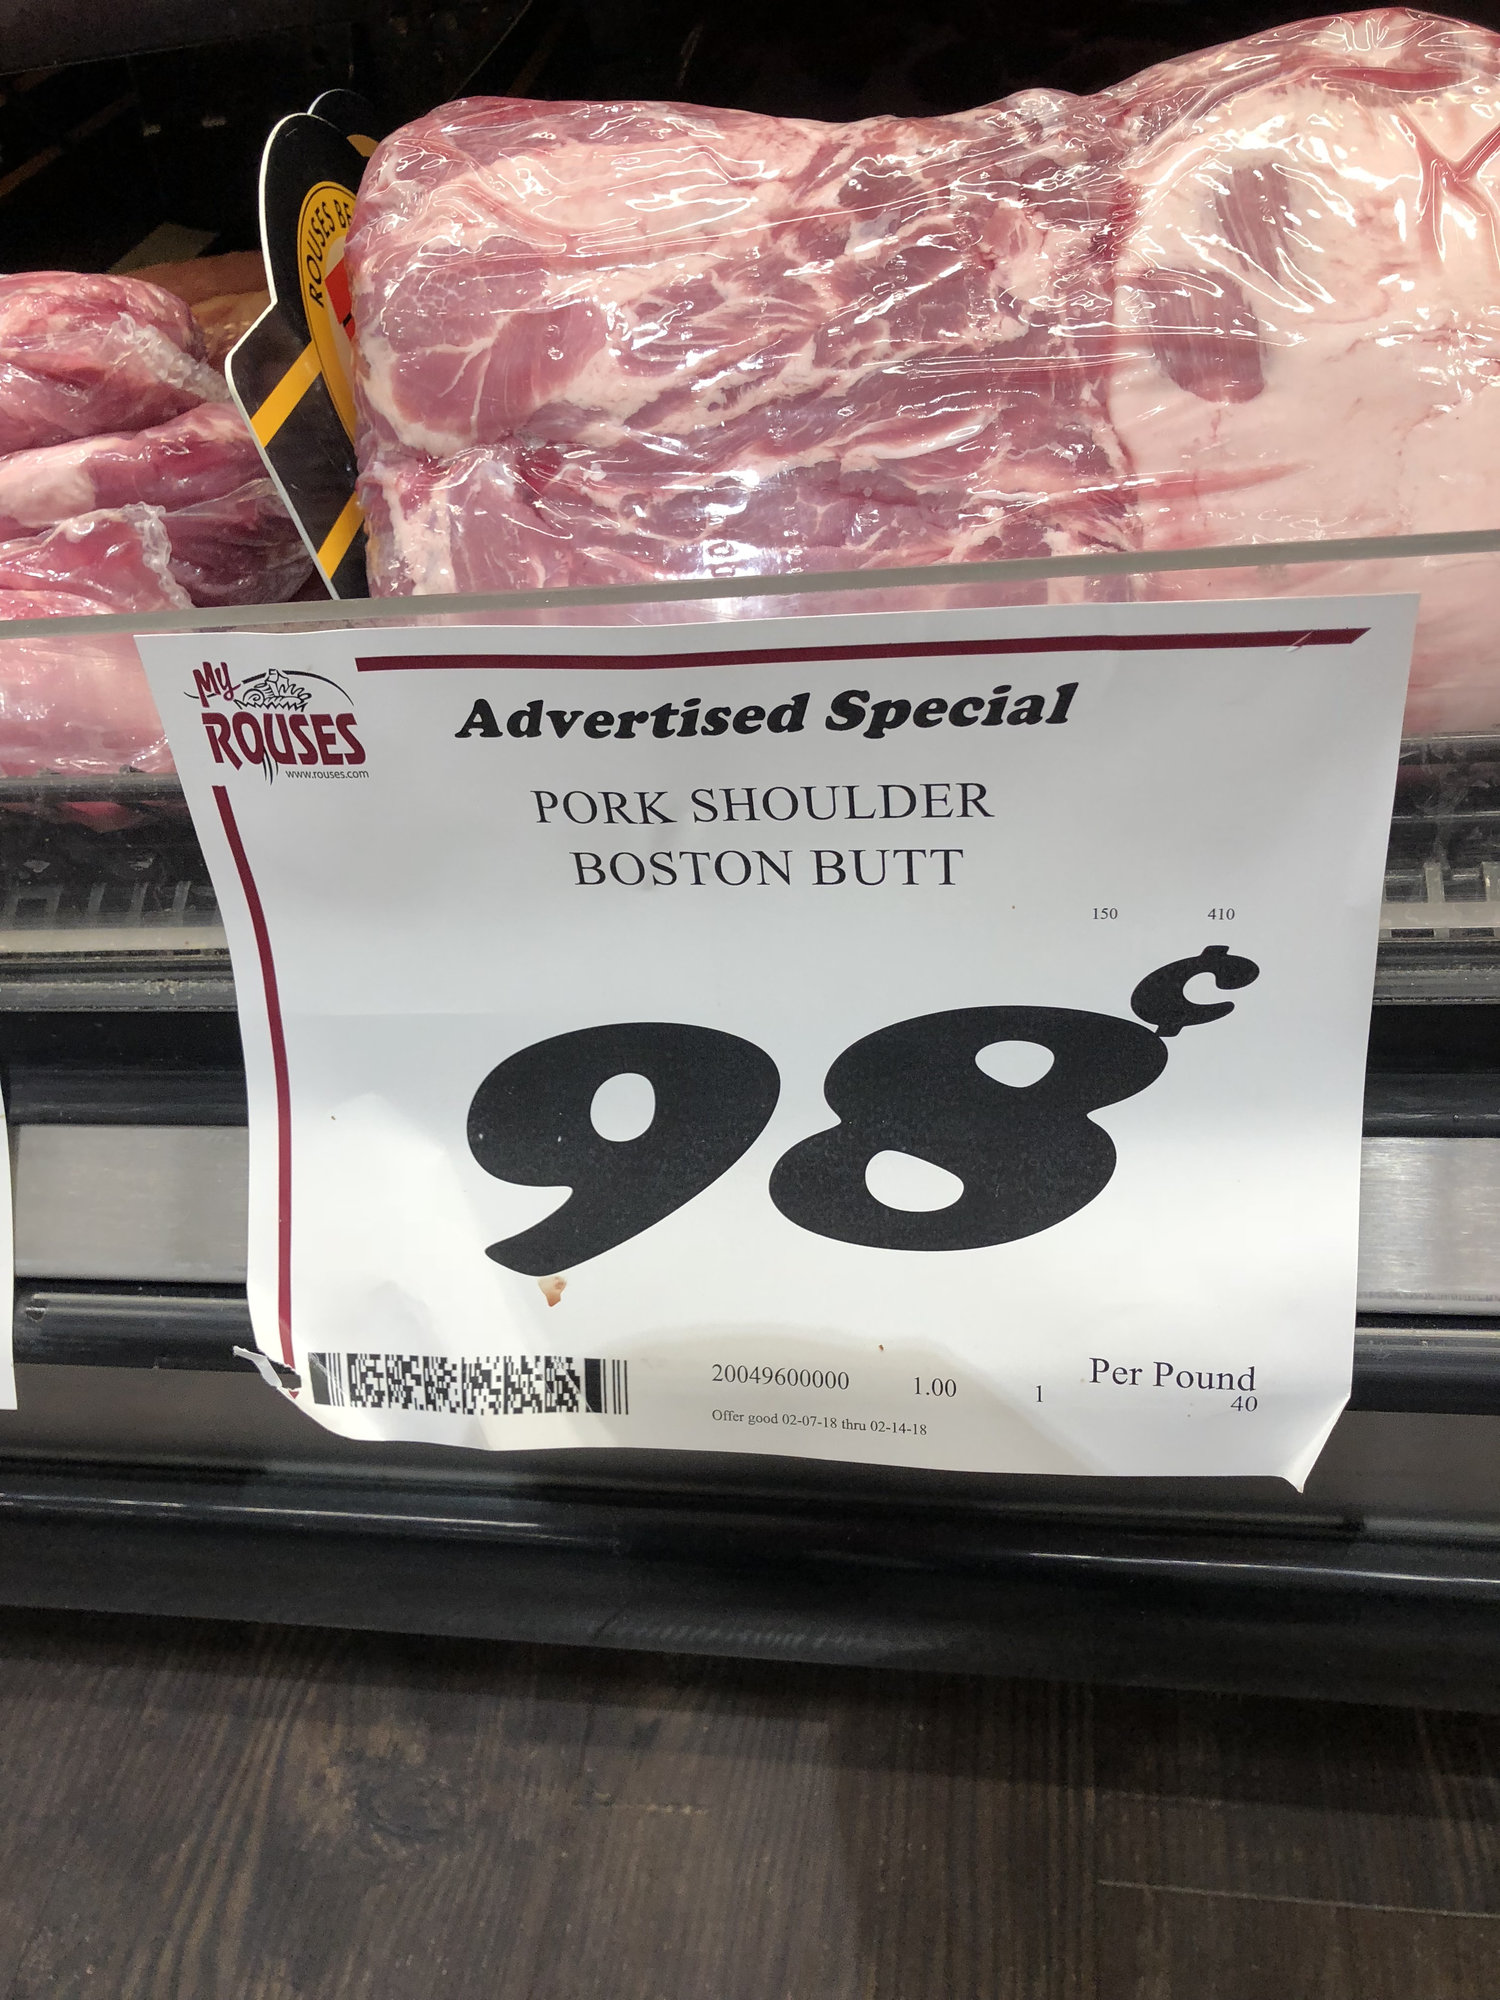 ROUSES
My
ROUSES
www.rouses.com
Advertised Special
PORK SHOULDER
BOSTON BUTT
150 410
98¢
20049600000 1.00 1 Per Pound
40
Offer good 02-07-18 thru 02-14-18